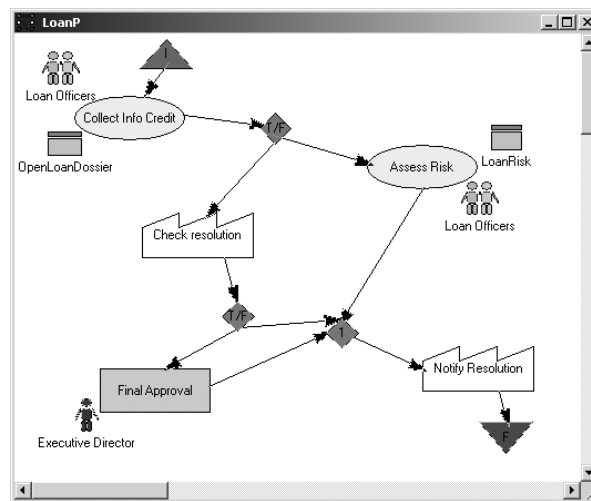 LoanP
I
Loan Officers
Collect Info Credit
T/F
OpenLoanDossier
Assess Risk
LoanRisk
Loan Officers
Check resolution
T/F
1
Notify Resolution
Final Approval
Executive Director
F